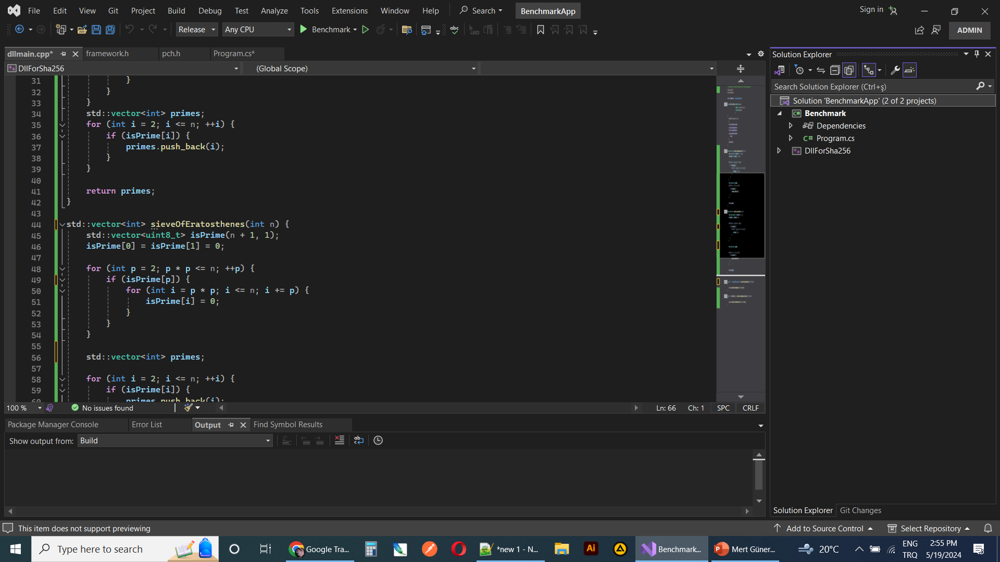 File Edit View Git Project Build Debug Test Analyze Tools Extensions Window Help Search BenchmarkApp Sign in
Release Any CPU Benchmark ADMIN
dllmain.cpp* framework.h pch.h Program.cs*
DllForSha256 (Global Scope)
31 }
32 }
33 }
34 std::vector<int> primes;
35 for (int i = 2; i <= n; ++i) {
36 if (isPrime[i]) {
37 primes.push_back(i);
38 }
39 }
40
41 return primes;
42 }
43
44 std::vector<int> sieveOfEratosthenes(int n) {
45 std::vector<uint8_t> isPrime(n + 1, 1);
46 isPrime[0] = isPrime[1] = 0;
47
48 for (int p = 2; p * p <= n; ++p) {
49 if (isPrime[p]) {
50 for (int i = p * p; i <= n; i += p) {
51 isPrime[i] = 0;
52 }
53 }
54 }
55
56 std::vector<int> primes;
57
58 for (int i = 2; i <= n; ++i) {
59 if (isPrime[i]) {
60 primes.push_back(i);
100 % No issues found Ln: 66 Ch: 1 SPC CRLF
Package Manager Console Error List Output Find Symbol Results
Show output from: Build
Solution Explorer
Search Solution Explorer (Ctrl+ş)
Solution 'BenchmarkApp' (2 of 2 projects)
C# Benchmark
Dependencies
C# Program.cs
DllForSha256
Solution Explorer Git Changes
This item does not support previewing Add to Source Control Select Repository
Type here to search Google Tra... *new 1 - N... Ai Benchmark... Mert Güner... 20°C ENG 2:55 PM
TRQ 5/19/2024